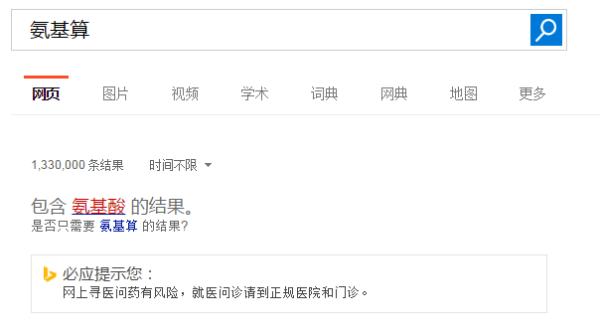 氨基算
网页 图片 视频 学术 词典 网典 地图 更多
1,330,000 条结果 时间不限
包含 氨基酸 的结果。
是否只需要 氨基算 的结果?
必应提示您：
网上寻医问药有风险，就医问诊请到正规医院和门诊。